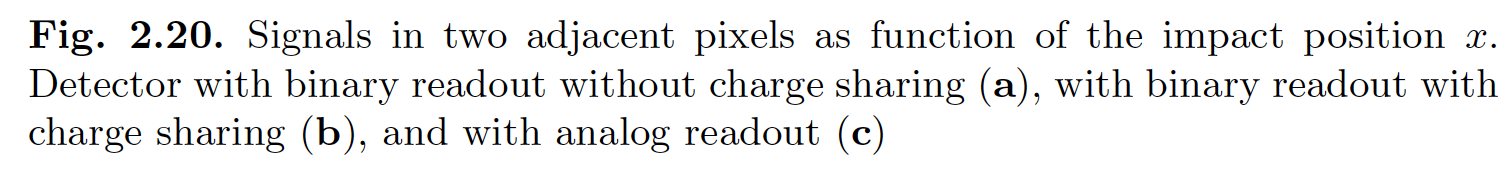 Fig. 2.20. Signals in two adjacent pixels as function of the impact position x.
Detector with binary readout without charge sharing (a), with binary readout with
charge sharing (b), and with analog readout (c)